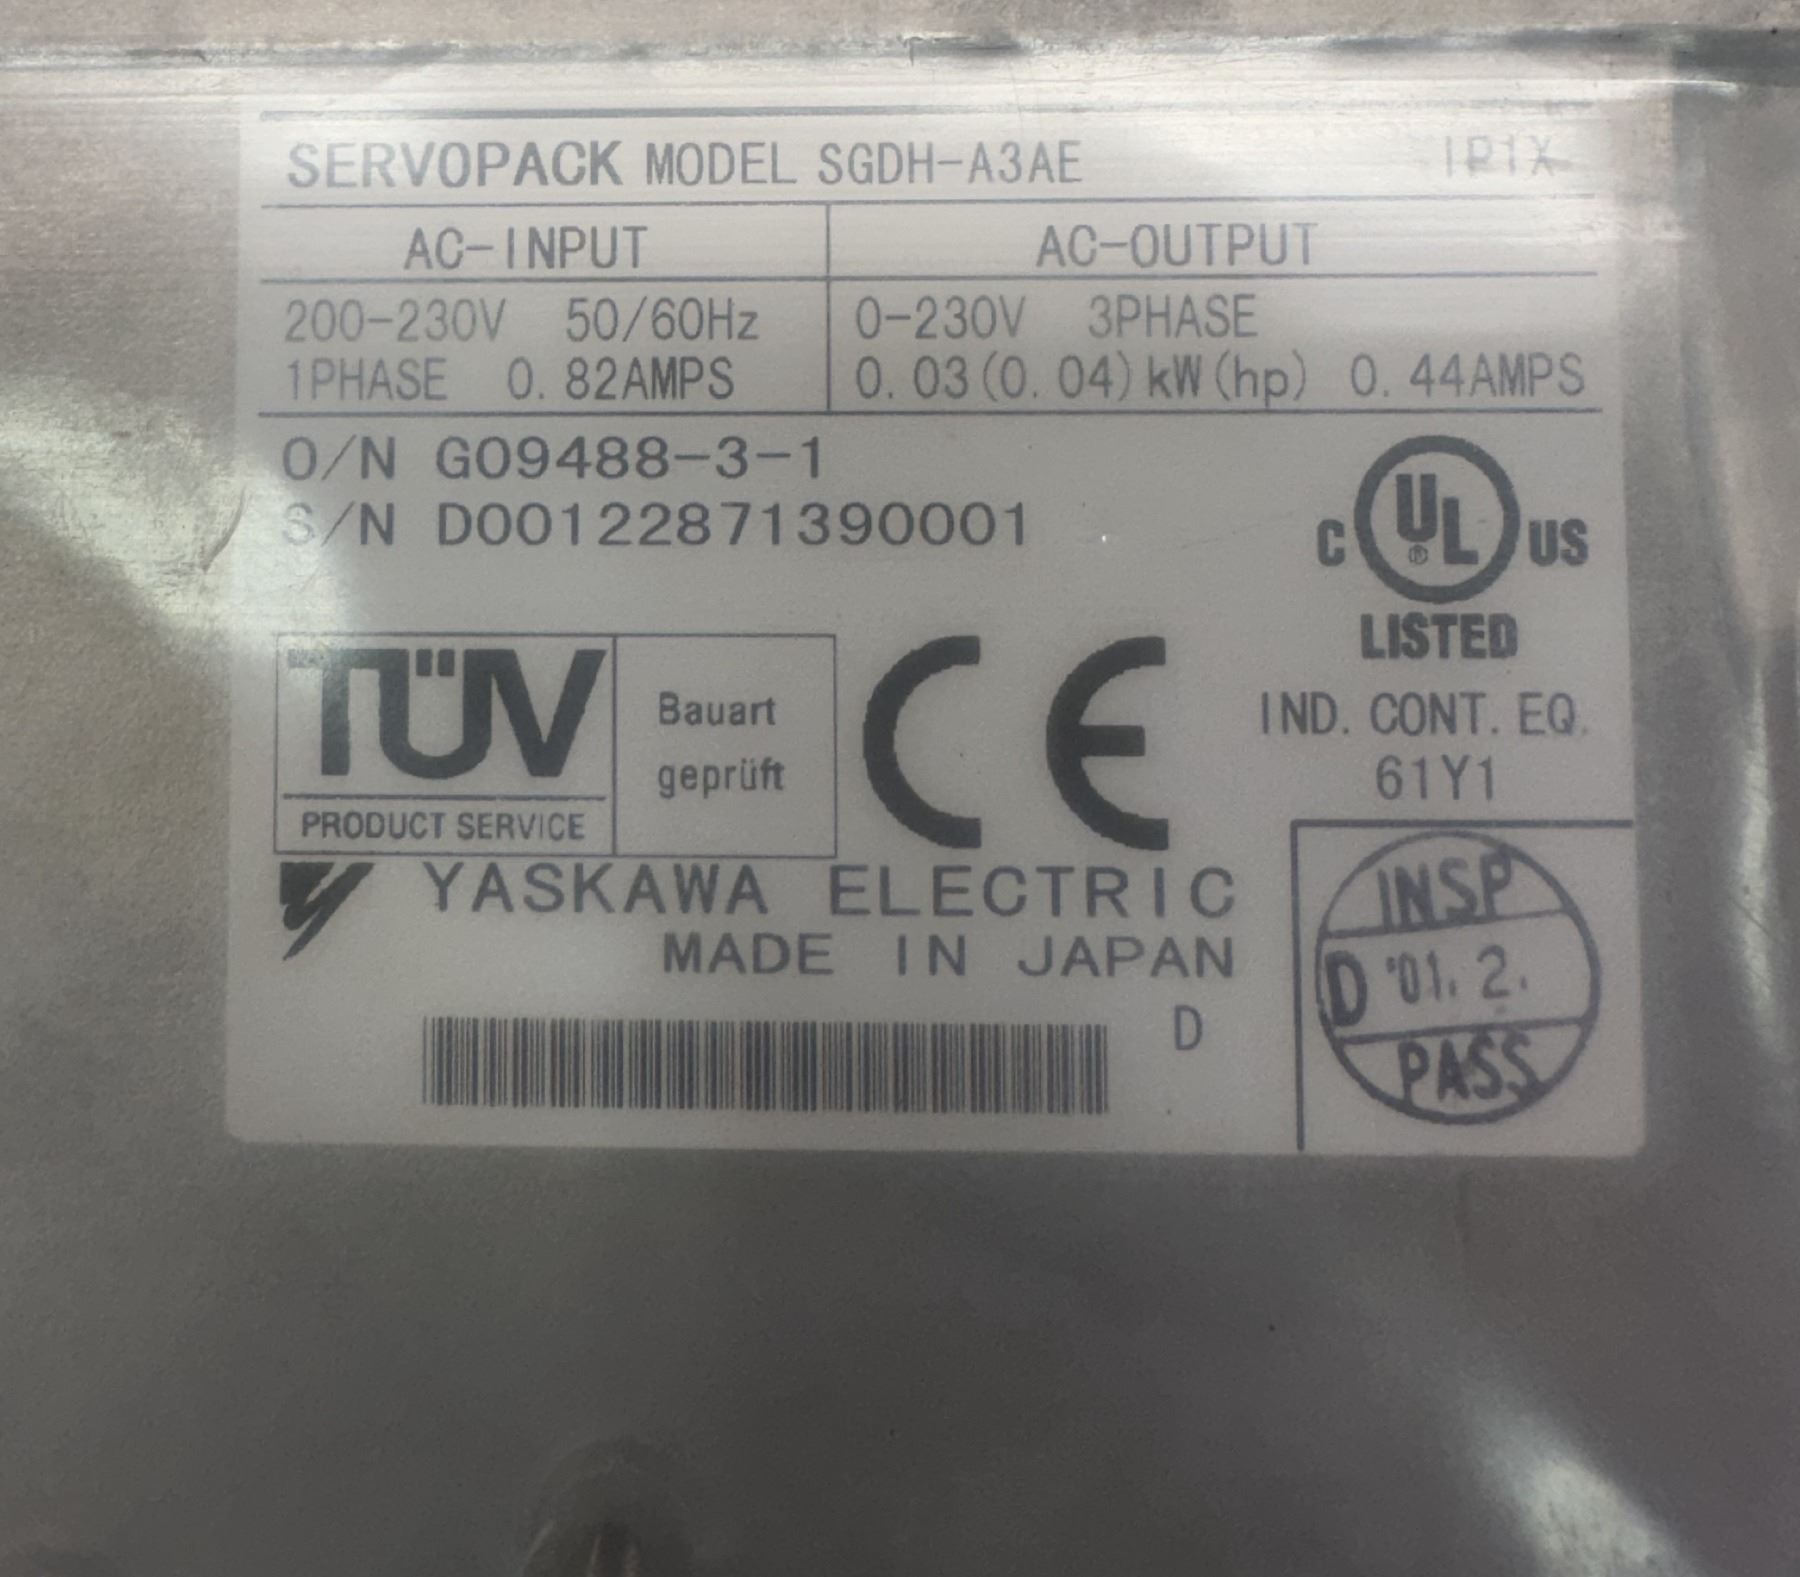 SERVOPACK MODEL SGDH-A3AE IP1X
AC-INPUT AC-OUTPUT
200-230V 50/60Hz 0-230V 3PHASE
1PHASE 0.82AMPS 0.03(0.04)kW(hp) 0.44AMPS
O/N G09488-3-1
S/N D00122871390001
C UL ® US
LISTED
IND. CONT. EQ.
61Y1
TÜV
PRODUCT SERVICE
Bauart
geprüft
CE
YASKAWA ELECTRIC
MADE IN JAPAN
D
INSP
D '01. 2.
PASS